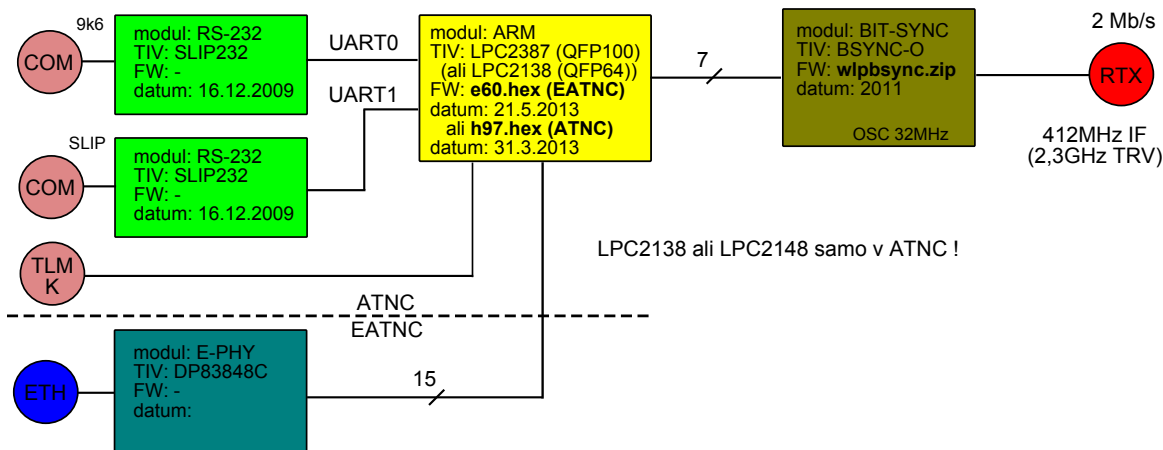 9k6
COM
modul: RS-232
TIV: SLIP232
FW: -
datum: 16.12.2009
UART0
UART1
modul: ARM
TIV: LPC2387 (QFP100)
(ali LPC2138 (QFP64))
FW: e60.hex (EATNC)
datum: 21.5.2013
ali h97.hex (ATNC)
datum: 31.3.2013
7
modul: BIT-SYNC
TIV: BSYNC-O
FW: wlpbsync.zip
datum: 2011
OSC 32MHz
2 Mb/s
RTX
412MHz IF
(2,3GHz TRV)
SLIP
COM
modul: RS-232
TIV: SLIP232
FW: -
datum: 16.12.2009
TLM
K
LPC2138 ali LPC2148 samo v ATNC !
ATNC
EATNC
ETH
modul: E-PHY
TIV: DP83848C
FW: -
datum:
15